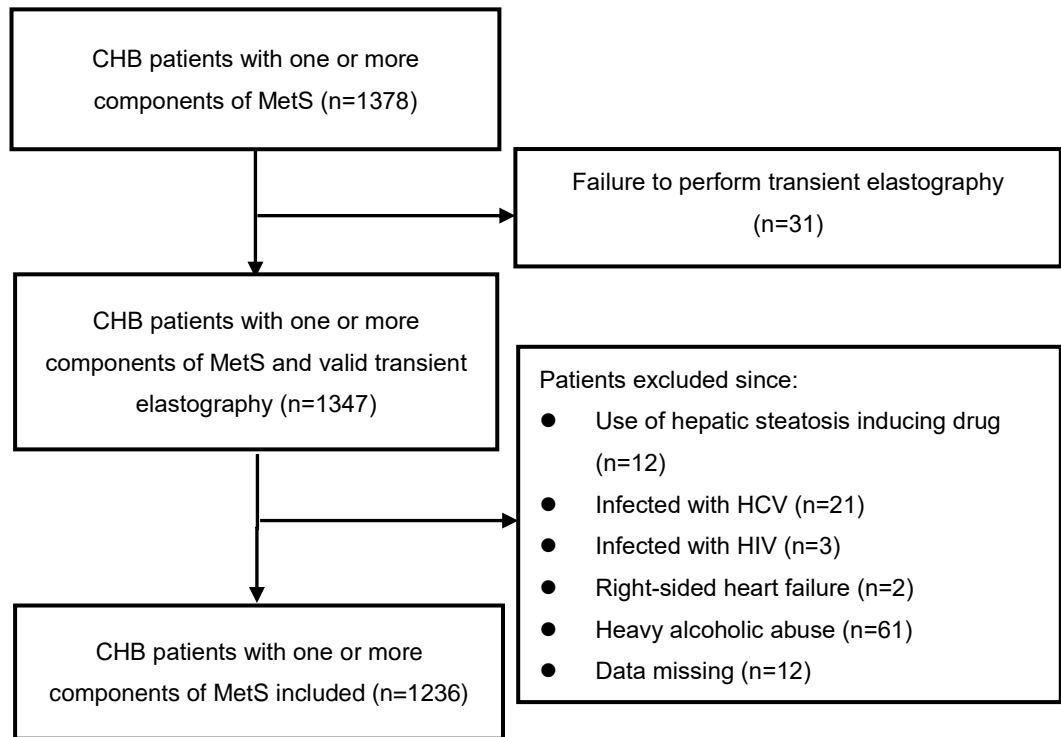 CHB patients with one or more
components of MetS (n=1378)
Failure to perform transient elastography
(n=31)
CHB patients with one or more
components of MetS and valid transient
elastography (n=1347)
Patients excluded since:
● Use of hepatic steatosis inducing drug
(n=12)
● Infected with HCV (n=21)
● Infected with HIV (n=3)
● Right-sided heart failure (n=2)
● Heavy alcoholic abuse (n=61)
● Data missing (n=12)
CHB patients with one or more
components of MetS included (n=1236)